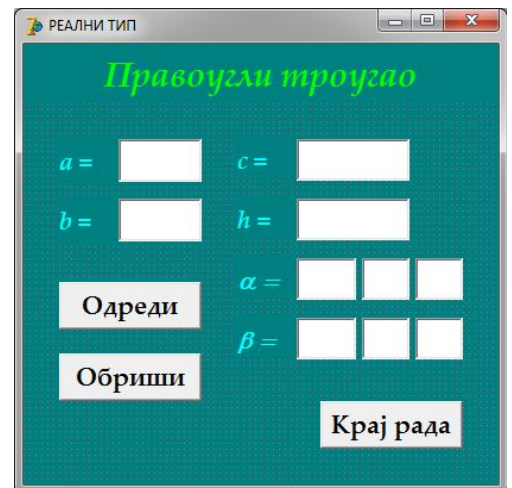 РЕАЛНИ ТИП
Правоугли троугао
a = c =
b = h =
α =
Одреди
β =
Обриши
Крај рада